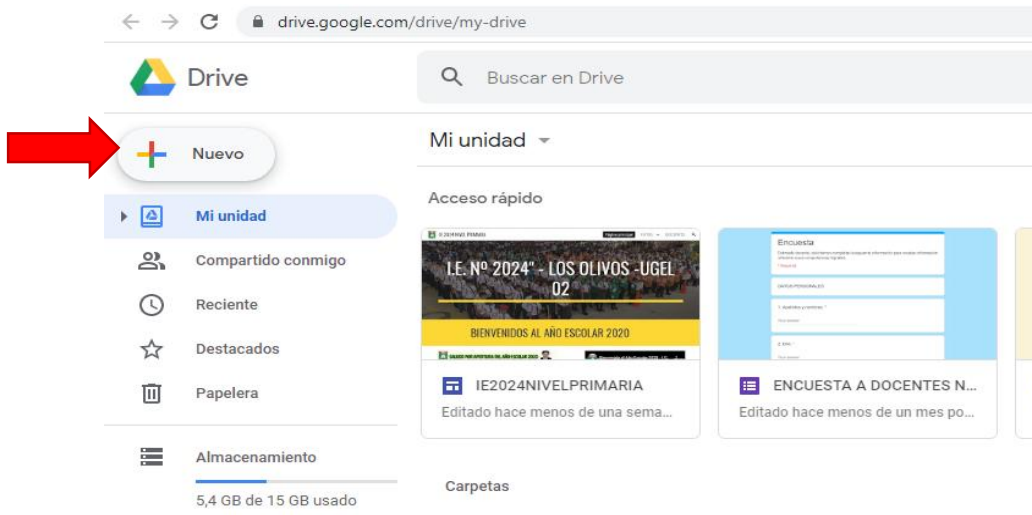 drive.google.com/drive/my-drive
Drive
Buscar en Drive
Nuevo
Mi unidad
Mi unidad
Compartido conmigo
Reciente
Destacados
Papelera
Almacenamiento
5,4 GB de 15 GB usado
Acceso rápido
I.E. Nº 2024" - LOS OLIVOS -UGEL
02
BIENVENIDOS AL AÑO ESCOLAR 2020
IE2024NIVELPRIMARIA
Editado hace menos de una sema...
Encuesta
DATOS PERSONALES
ENCUESTA A DOCENTES N...
Editado hace menos de un mes po...
Carpetas